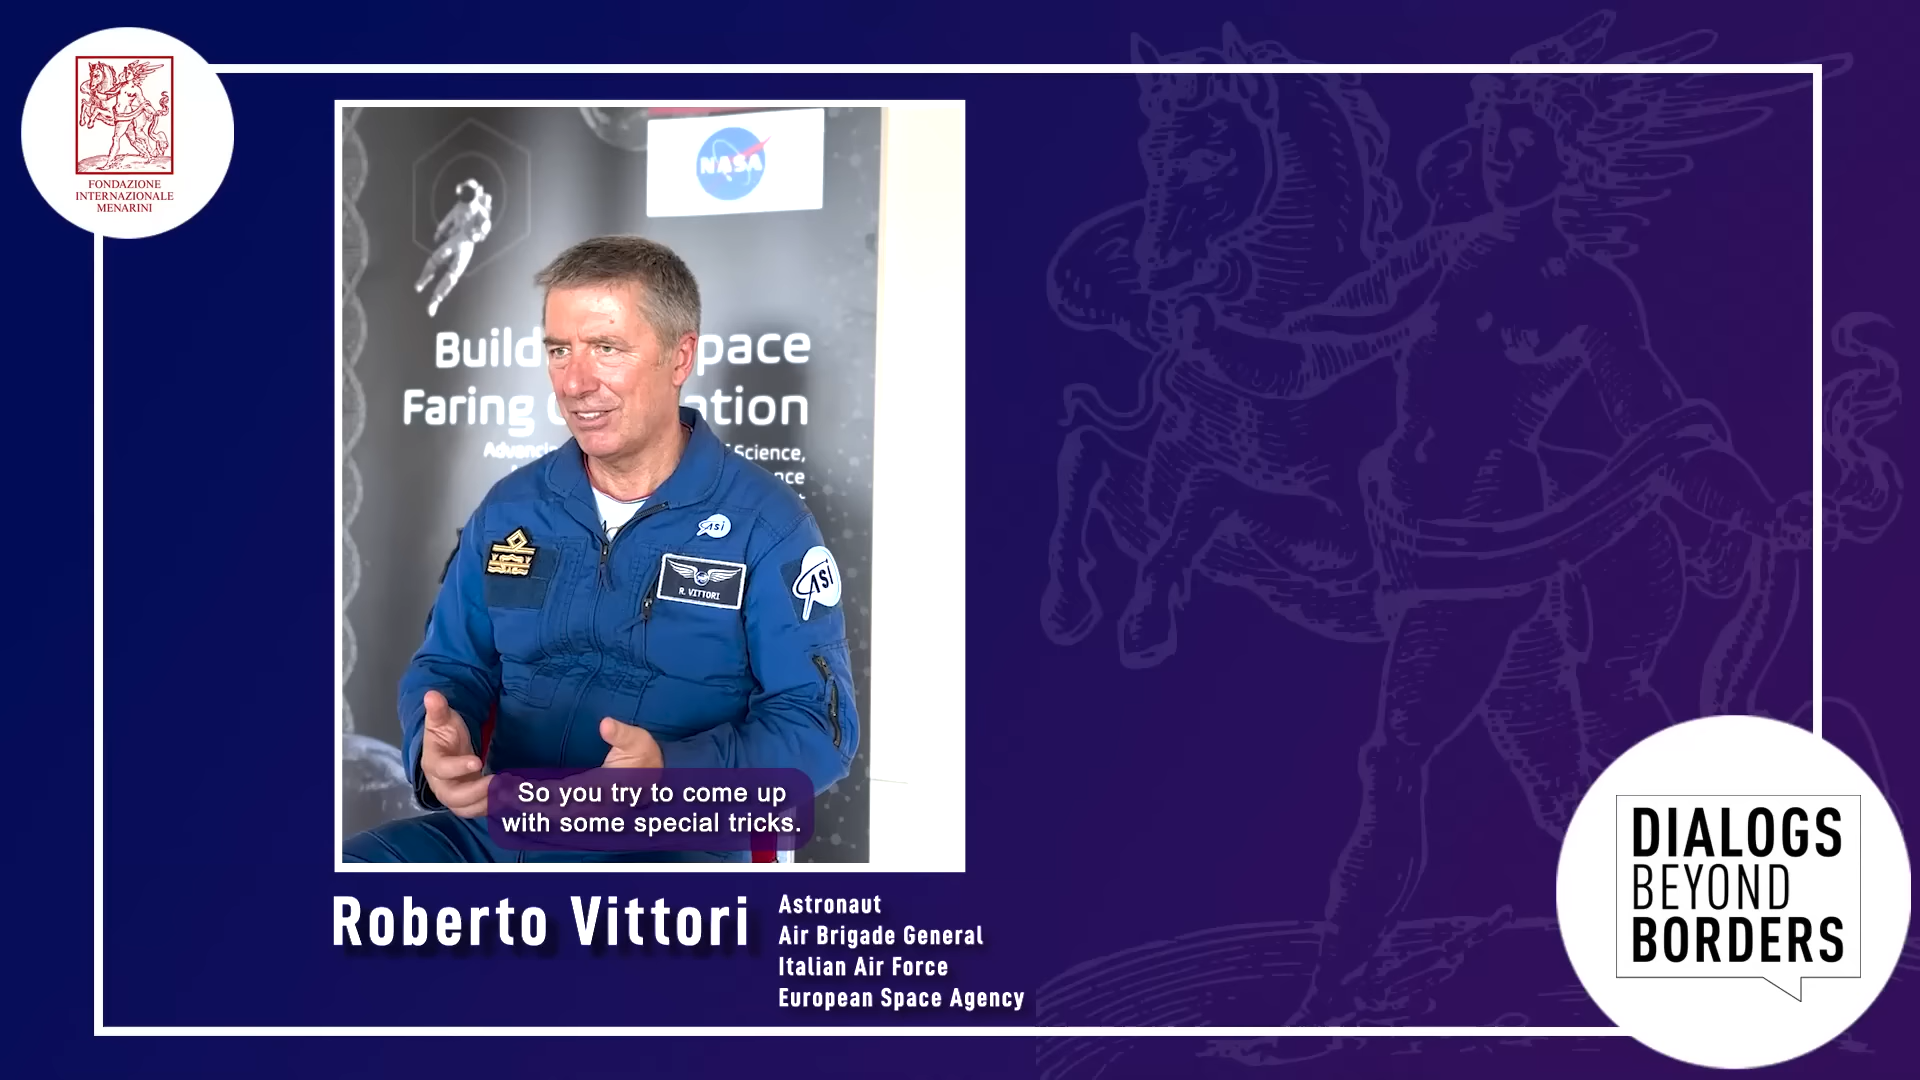 FONDAZIONE
INTERNAZIONALE
MENARINI
NASA
Build pace
Faring ation
Science,
ASI
ASI
R. VITTORI
So you try to come up
with some special tricks.
Roberto Vittori
Astronaut
Air Brigade General
Italian Air Force
European Space Agency
DIALOGS
BEYOND
BORDERS